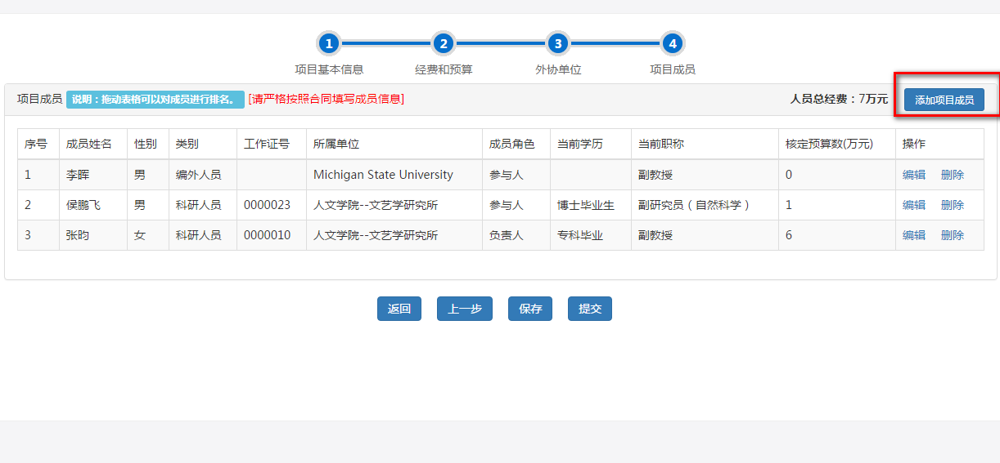 1 2 3 4
项目基本信息 经费和预算 外协单位 项目成员
项目成员 说明：拖动表格可以对成员进行排名。 [请严格按照合同填写成员信息] 人员总经费：7万元 添加项目成员
序号 成员姓名 性别 类别 工作证号 所属单位 成员角色 当前学历 当前职称 核定预算数(万元) 操作
1 李晖 男 编外人员 Michigan State University 参与人 副教授 0 编辑 删除
2 侯鹏飞 男 科研人员 0000023 人文学院--文艺学研究所 参与人 博士毕业生 副研究员（自然科学） 1 编辑 删除
3 张昀 女 科研人员 0000010 人文学院--文艺学研究所 负责人 专科毕业 副教授 6 编辑 删除
返回 上一步 保存 提交